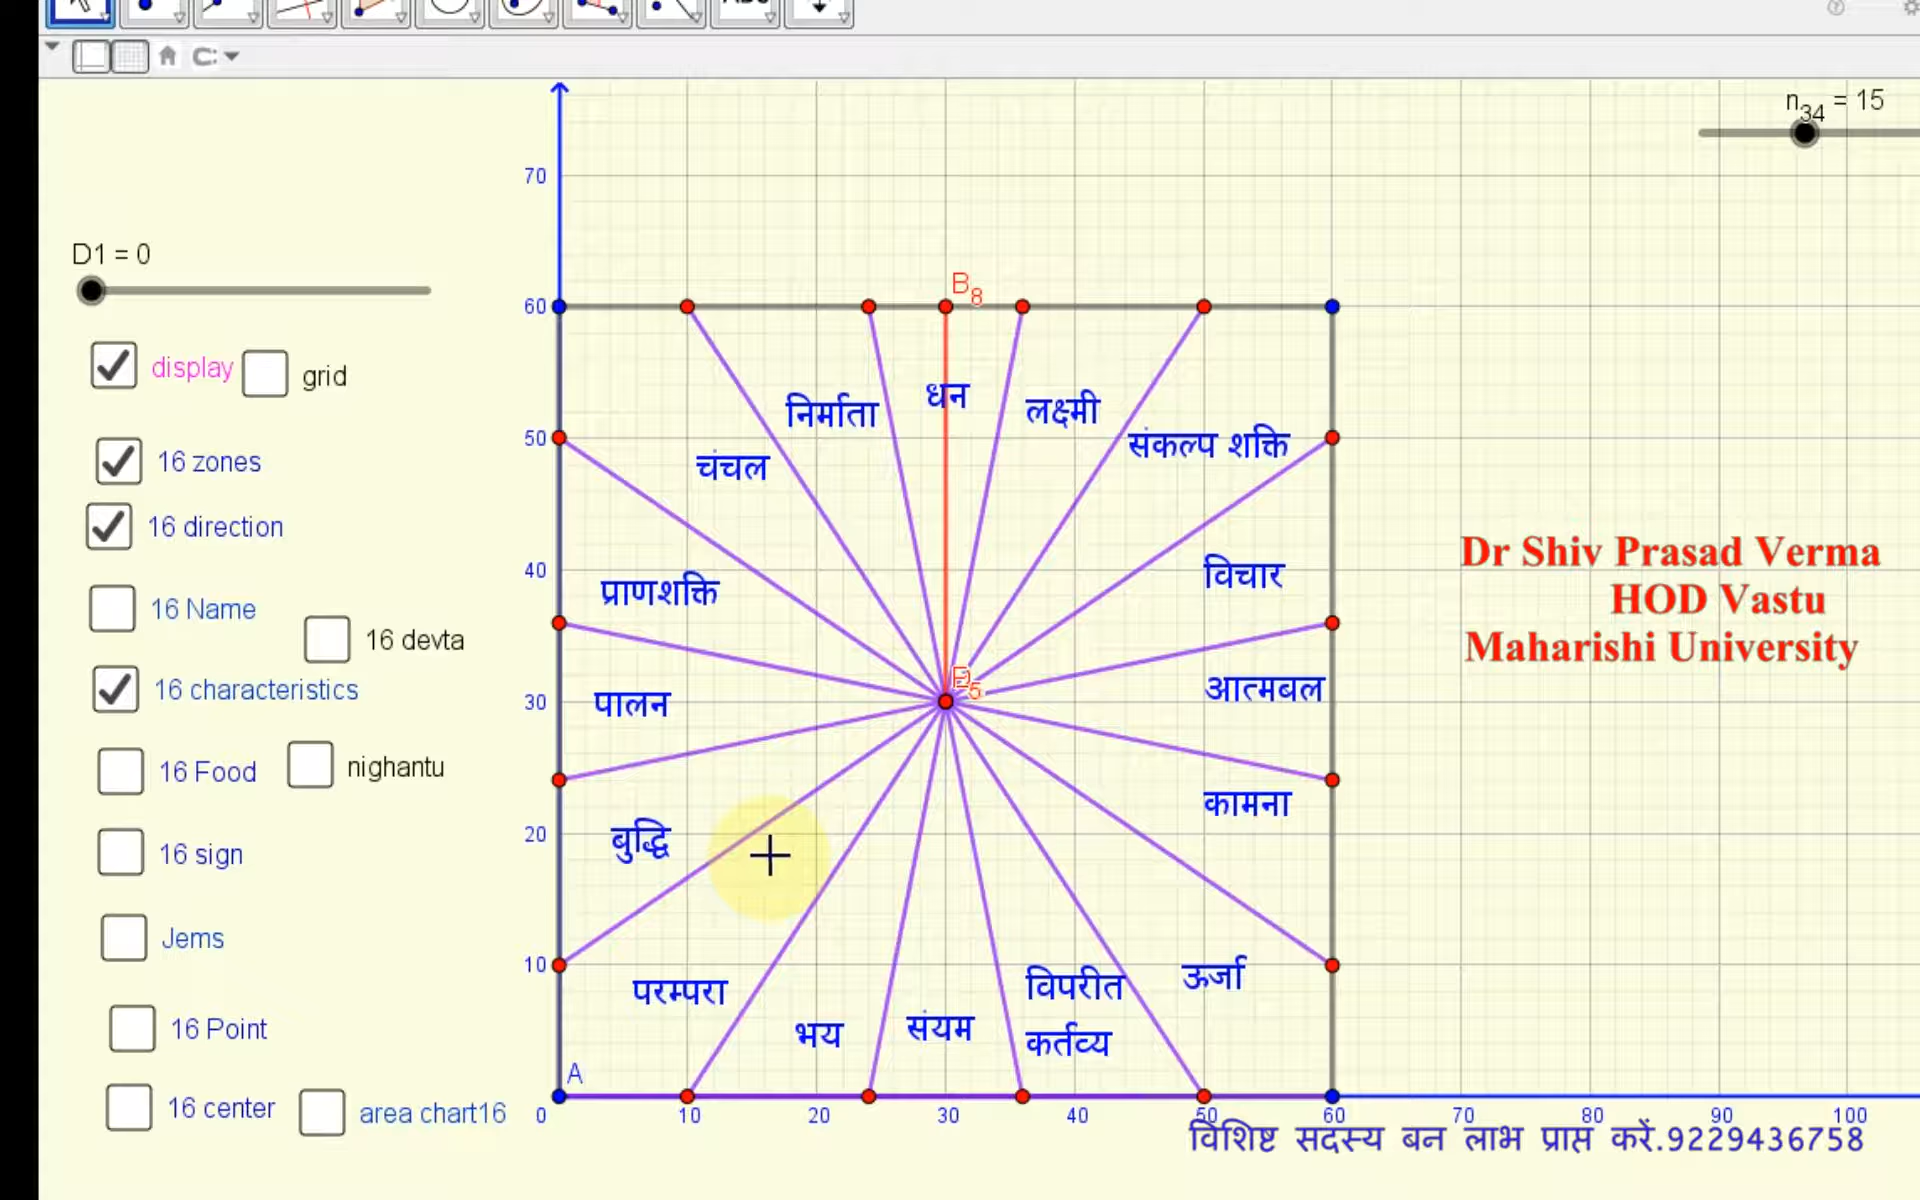 ABC
n34 = 15
70
D1 = 0
60
B8
display
grid
धन
निर्माता
लक्ष्मी
50
संकल्प शक्ति
16 zones
चंचल
16 direction
Dr Shiv Prasad Verma
40
विचार
प्राणशक्ति
HOD Vastu
16 Name
16 devta
Maharishi University
16 characteristics
30
पालन
आत्मबल
16 Food
nighantu
कामना
20
बुद्धि
16 sign
Jems
10
परम्परा
विपरीत
ऊर्जा
16 Point
भय
संयम
कर्तव्य
A
16 center
area chart16
0 10 20 30 40 50 60 70 80 90 100
विशिष्ट सदस्य बन लाभ प्राप्त करें.9229436758